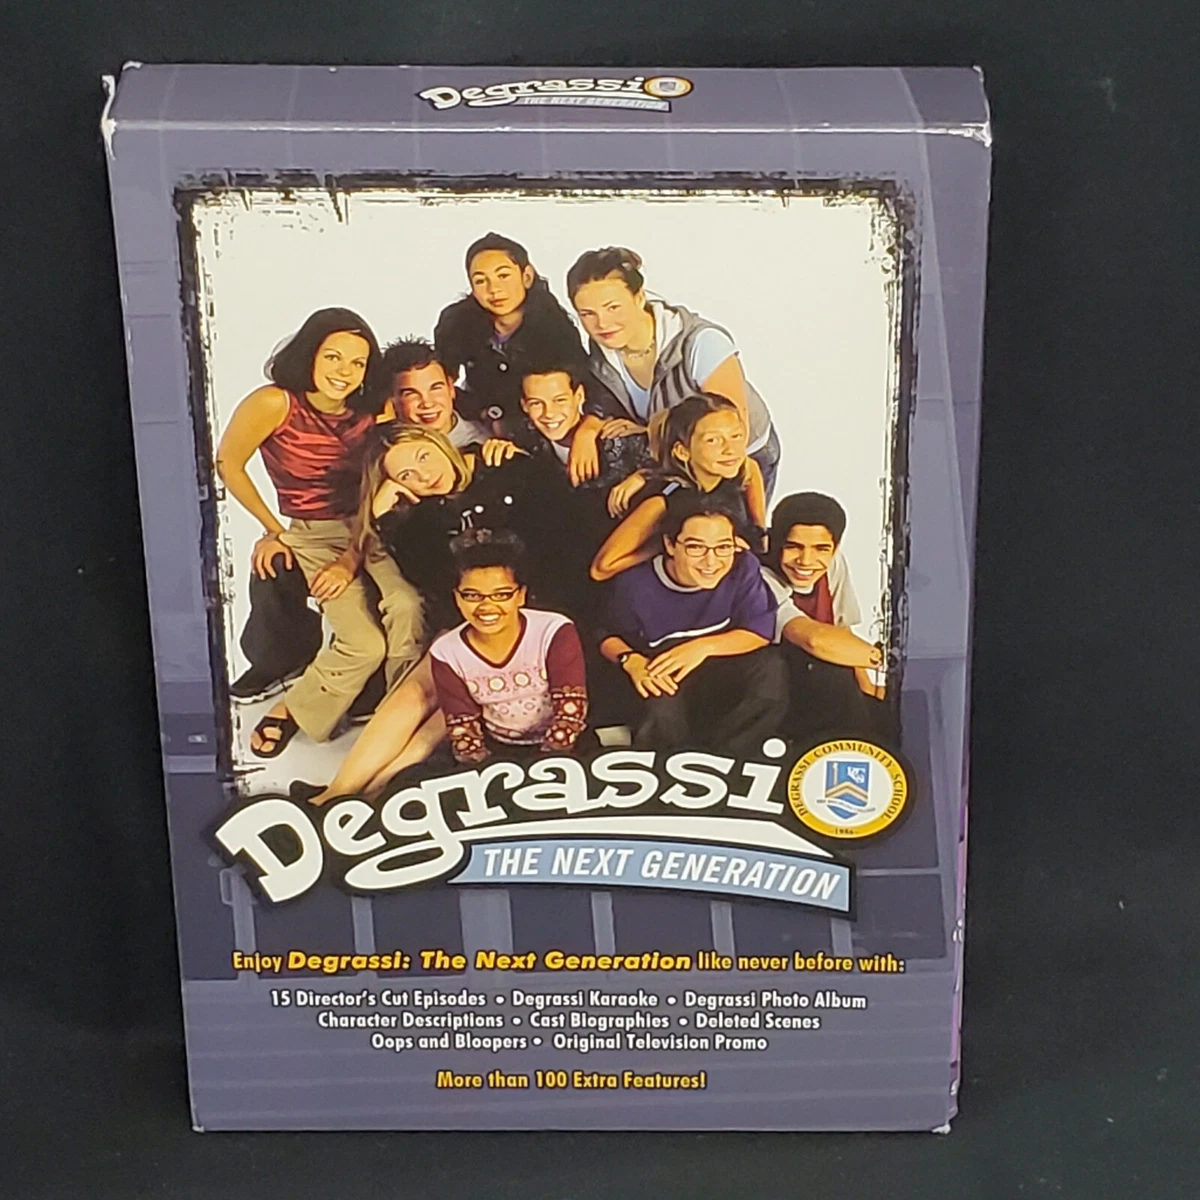 Degrassi
THE NEXT GENERATION
Degrassi
THE NEXT GENERATION
DEGRASSI COMMUNITY SCHOOL
Enjoy Degrassi: The Next Generation like never before with:
15 Director's Cut Episodes • Degrassi Karaoke • Degrassi Photo Album
Character Descriptions • Cast Biographies • Deleted Scenes
Oops and Bloopers • Original Television Promo
More than 100 Extra Features!